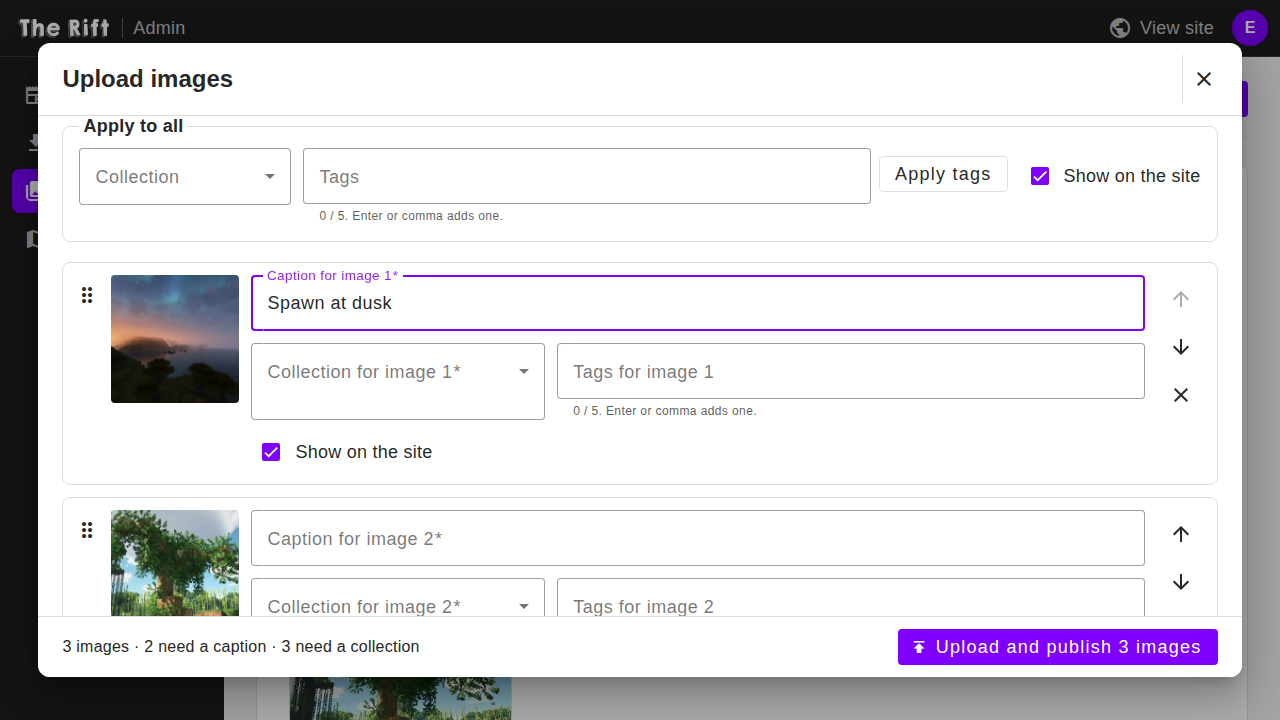 The Rift
Admin
View site
E
Upload images
Apply to all
Collection
Tags
Apply tags
Show on the site
0 / 5. Enter or comma adds one.
Caption for image 1*
Spawn at dusk
Collection for image 1*
Tags for image 1
0 / 5. Enter or comma adds one.
Show on the site
Caption for image 2*
Collection for image 2*
Tags for image 2
3 images · 2 need a caption · 3 need a collection
Upload and publish 3 images